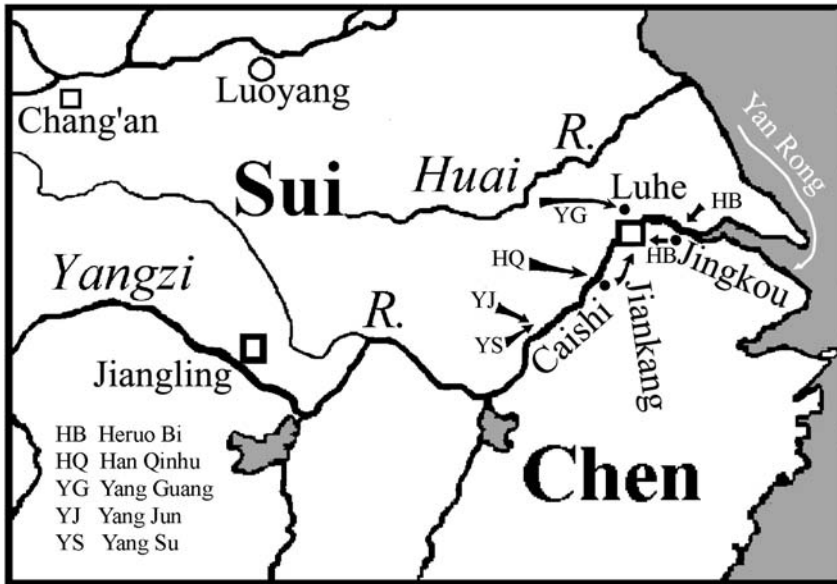 Chang'an
Luoyang
Sui
Huai R.
Yan Rong
Luhe
HB
YG
HB
Jingkou
HQ
Yangzi R.
YJ
YS
Caishi
Jiankang
Jiangling
Chen
HB Heruo Bi
HQ Han Qinhu
YG Yang Guang
YJ Yang Jun
YS Yang Su